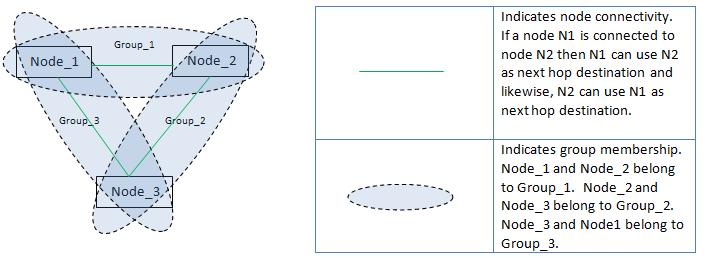 Group_1
Node_1
Node_2
Group_3
Group_2
Node_3
Indicates node connectivity.
If a node N1 is connected to
node N2 then N1 can use N2
as next hop destination and
likewise, N2 can use N1 as
next hop destination.
Indicates group membership.
Node_1 and Node_2 belong
to Group_1.  Node_2 and
Node_3 belong to Group_2.
Node_3 and Node1 belong to
Group_3.